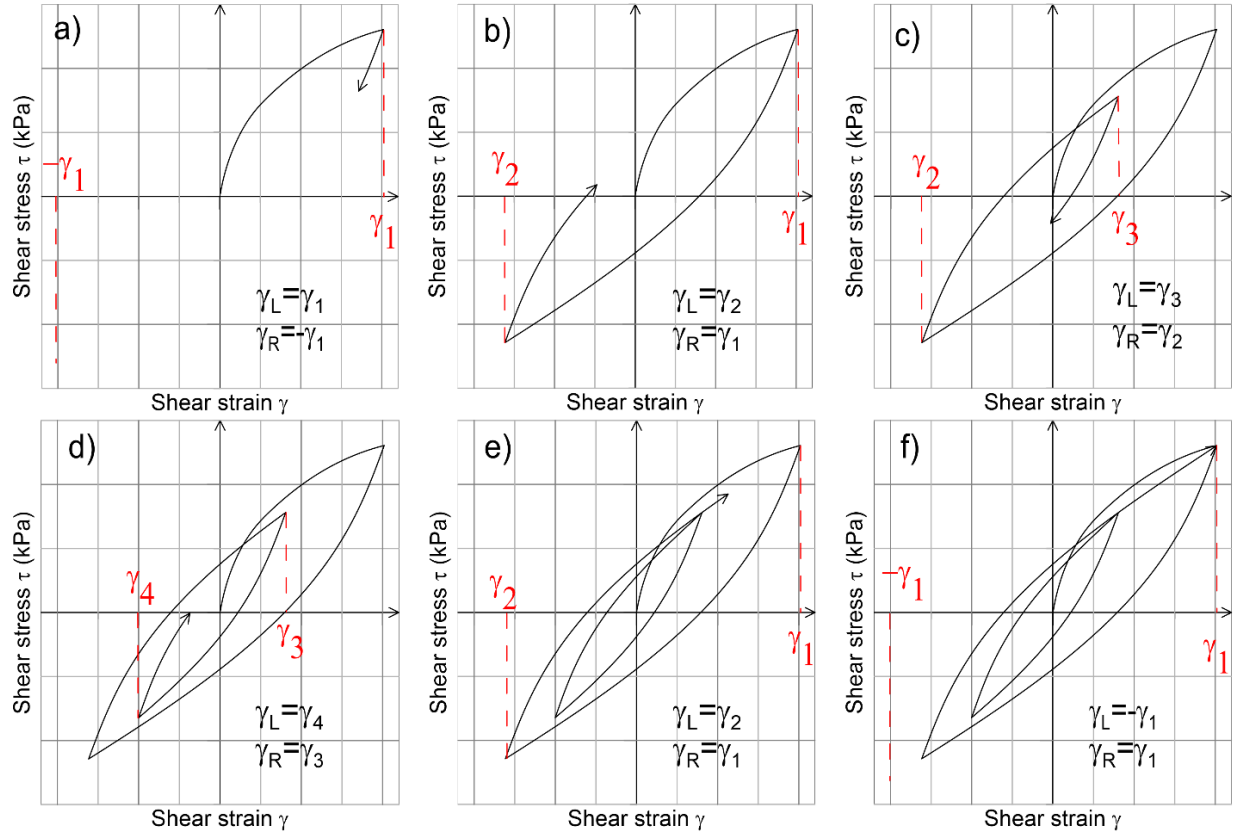 a)
Shear stress τ (kPa)
−γ₁
γ₁
γL=γ₁
γR=-γ₁
Shear strain γ
b)
Shear stress τ (kPa)
γ₂
γ₁
γL=γ₂
γR=γ₁
Shear strain γ
c)
Shear stress τ (kPa)
γ₂
γ₃
γL=γ₃
γR=γ₂
Shear strain γ
d)
Shear stress τ (kPa)
γ₄
γ₃
γL=γ₄
γR=γ₃
Shear strain γ
e)
Shear stress τ (kPa)
γ₂
γ₁
γL=γ₂
γR=γ₁
Shear strain γ
f)
Shear stress τ (kPa)
−γ₁
γ₁
γL=-γ₁
γR=γ₁
Shear strain γ